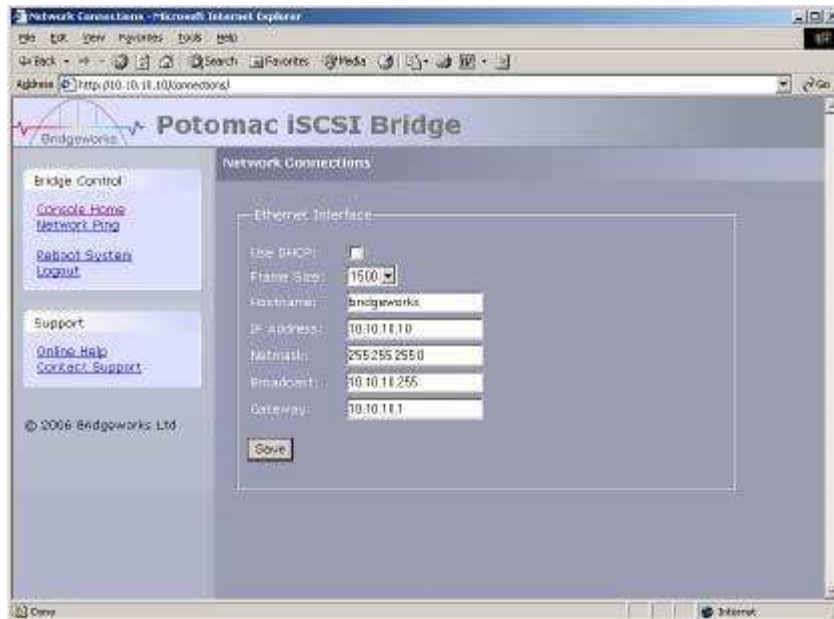 Network Connections - Microsoft Internet Explorer
File Edit View Favorites Tools Help
Back Search Favorites Media
Address http://10.10.10.10/connections/ Go
Bridgeworks
Potomac iSCSI Bridge
Network Connections
Bridge Control
Console Home
Network Ping
Reboot System
Logout
Support
Online Help
Contact Support
© 2006 Bridgeworks Ltd
Ethernet Interface
Use DHCP:
Frame Size: 1500
Hostname: bridgeworks
IP Address: 10.10.10.10
Netmask: 255.255.255.0
Broadcast: 10.10.10.255
Gateway: 10.10.10.1
Save
Done
Internet